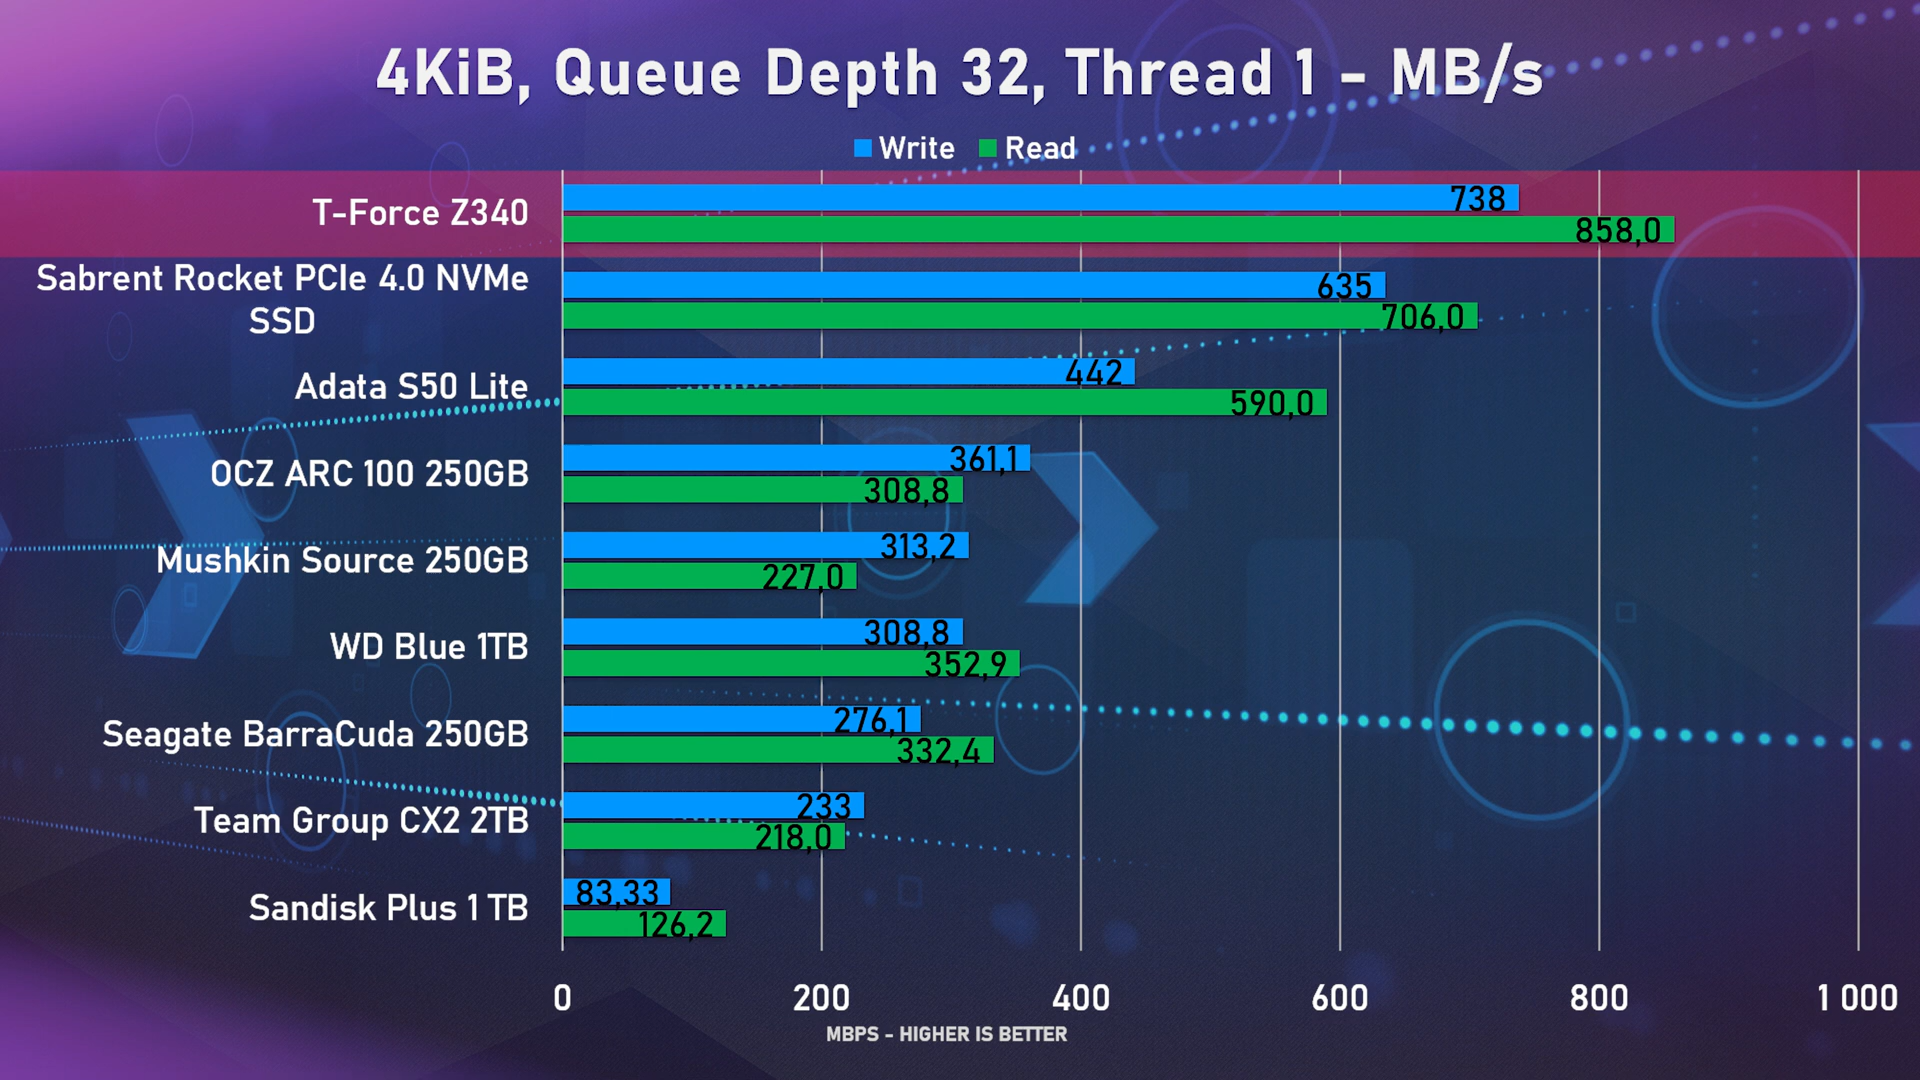 4KiB, Queue Depth 32, Thread 1 - MB/s
Write Read
T-Force Z340
738
858,0
Sabrent Rocket PCIe 4.0 NVMe
SSD
635
706,0
Adata S50 Lite
442
590,0
OCZ ARC 100 250GB
361,1
308,8
Mushkin Source 250GB
313,2
227,0
WD Blue 1TB
308,8
352,9
Seagate BarraCuda 250GB
276,1
332,4
Team Group CX2 2TB
233
218,0
Sandisk Plus 1 TB
83,33
126,2
0 200 400 600 800 1 000
MBPS - HIGHER IS BETTER